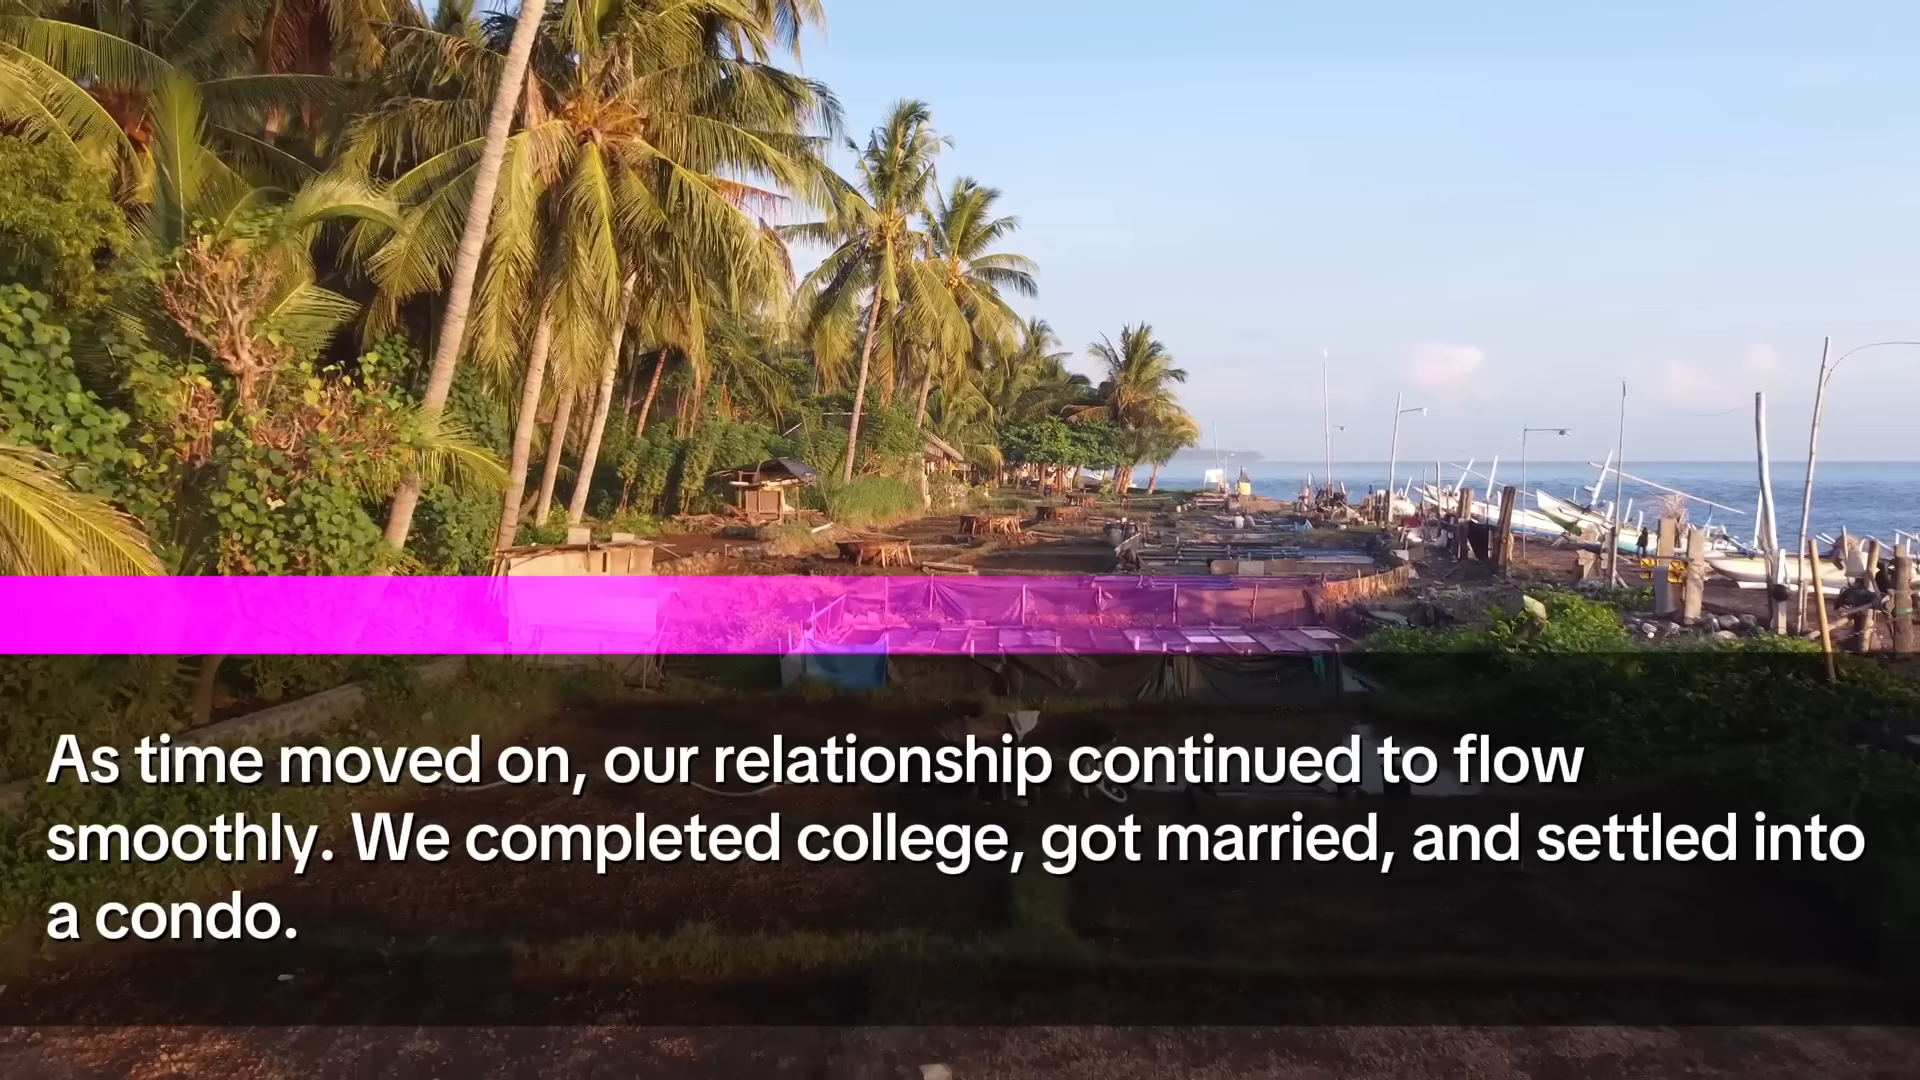 As time moved on, our relationship continued to flow
smoothly. We completed college, got married, and settled into
a condo.